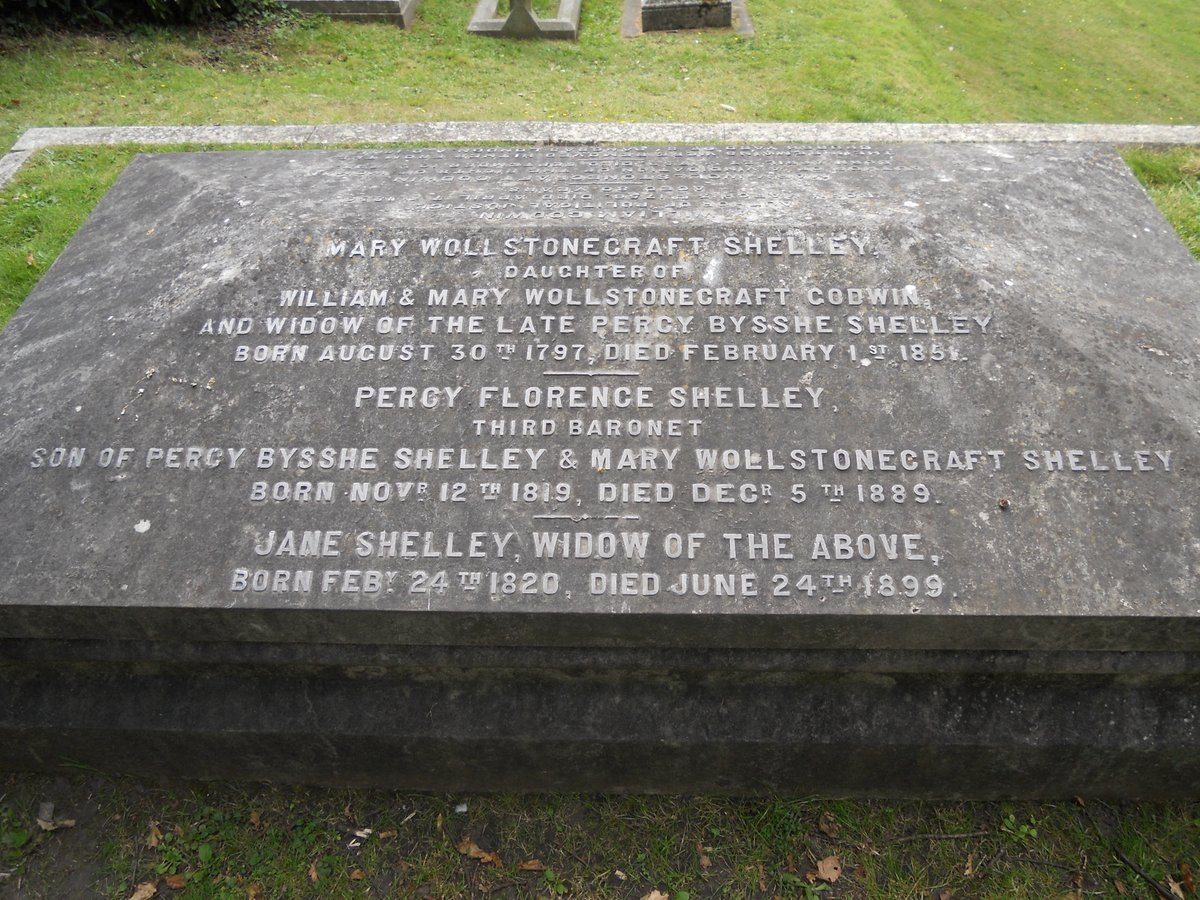 MARY WOLLSTONECRAFT SHELLEY,
DAUGHTER OF
WILLIAM & MARY WOLLSTONECRAFT GODWIN,
AND WIDOW OF THE LATE PERCY BYSSHE SHELLEY.
BORN AUGUST 30TH 1797, DIED FEBRUARY 1ST 1851.
PERCY FLORENCE SHELLEY,
THIRD BARONET
SON OF PERCY BYSSHE SHELLEY & MARY WOLLSTONECRAFT SHELLEY
BORN NOVR 12TH 1819, DIED DECR 5TH 1889.
JANE SHELLEY, WIDOW OF THE ABOVE,
BORN FEBY 24TH 1820, DIED JUNE 24TH 1899.